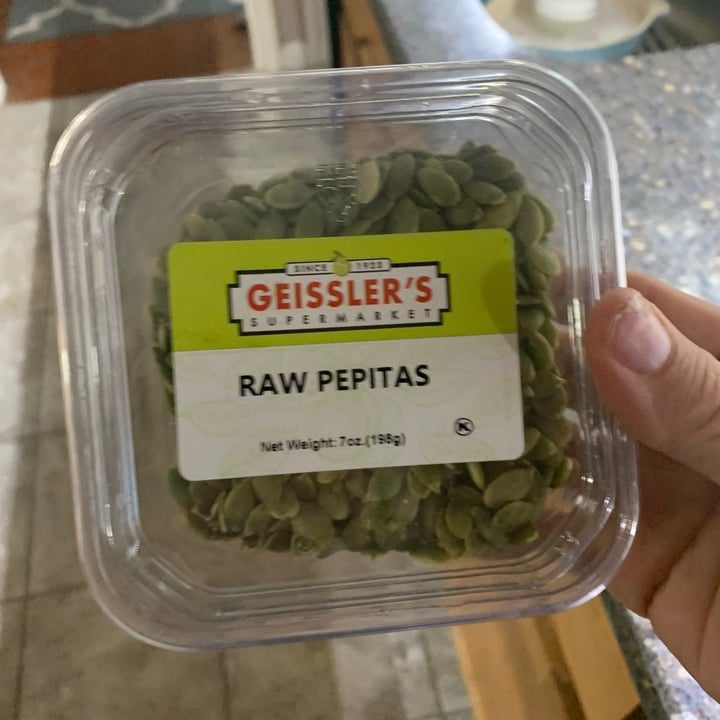 SINCE 1923
GEISSLER'S
SUPERMARKET
RAW PEPITAS
Net Weight: 7oz.(198g)
K